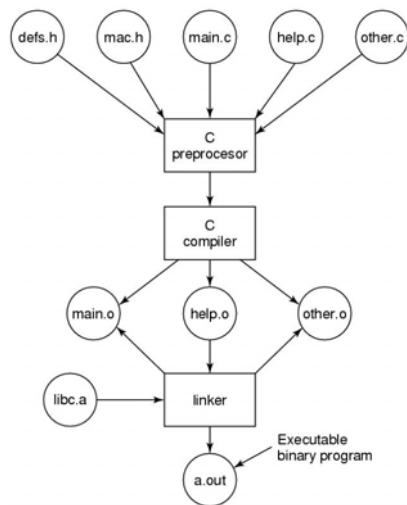 defs.h
mac.h
main.c
help.c
other.c
C
preprocesor
C
compiler
main.o
help.o
other.o
libc.a
linker
Executable
binary program
a.out